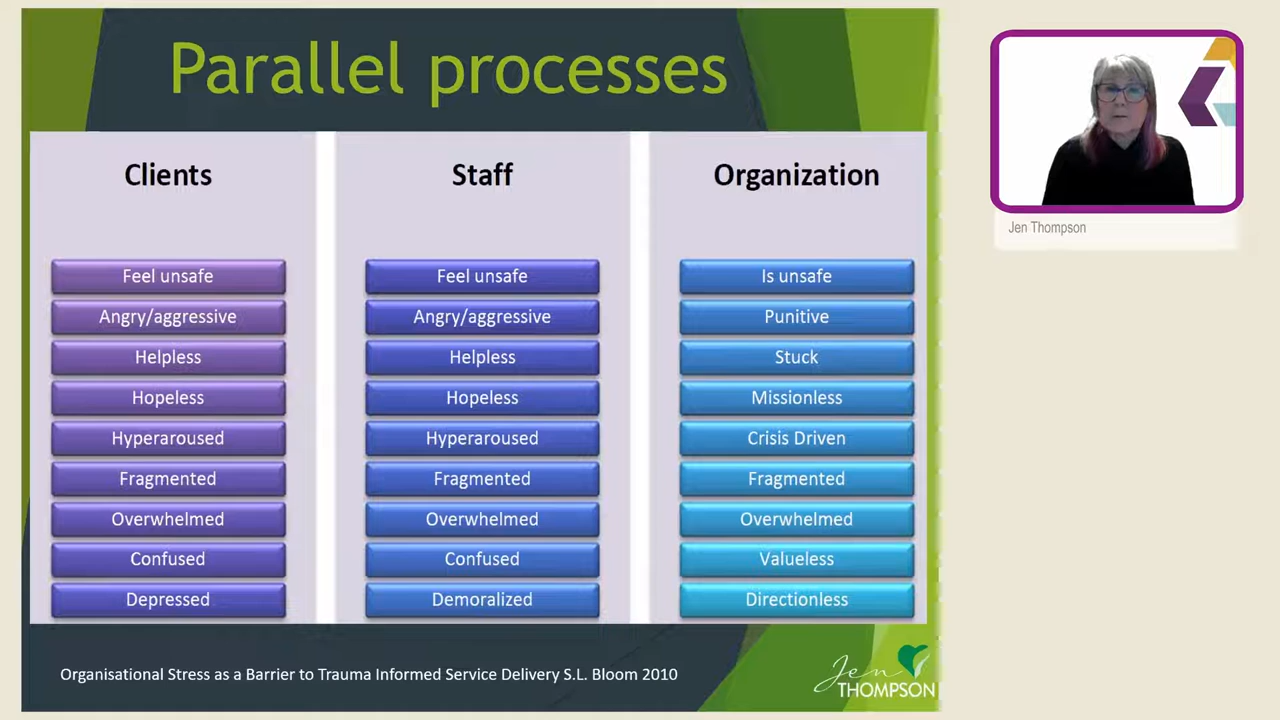 Parallel processes
Clients
Feel unsafe
Angry/aggressive
Helpless
Hopeless
Hyperaroused
Fragmented
Overwhelmed
Confused
Depressed
Staff
Feel unsafe
Angry/aggressive
Helpless
Hopeless
Hyperaroused
Fragmented
Overwhelmed
Confused
Demoralized
Organization
Is unsafe
Punitive
Stuck
Missionless
Crisis Driven
Fragmented
Overwhelmed
Valueless
Directionless
Organisational Stress as a Barrier to Trauma Informed Service Delivery S.L. Bloom 2010
Jen
THOMPSON
Jen Thompson